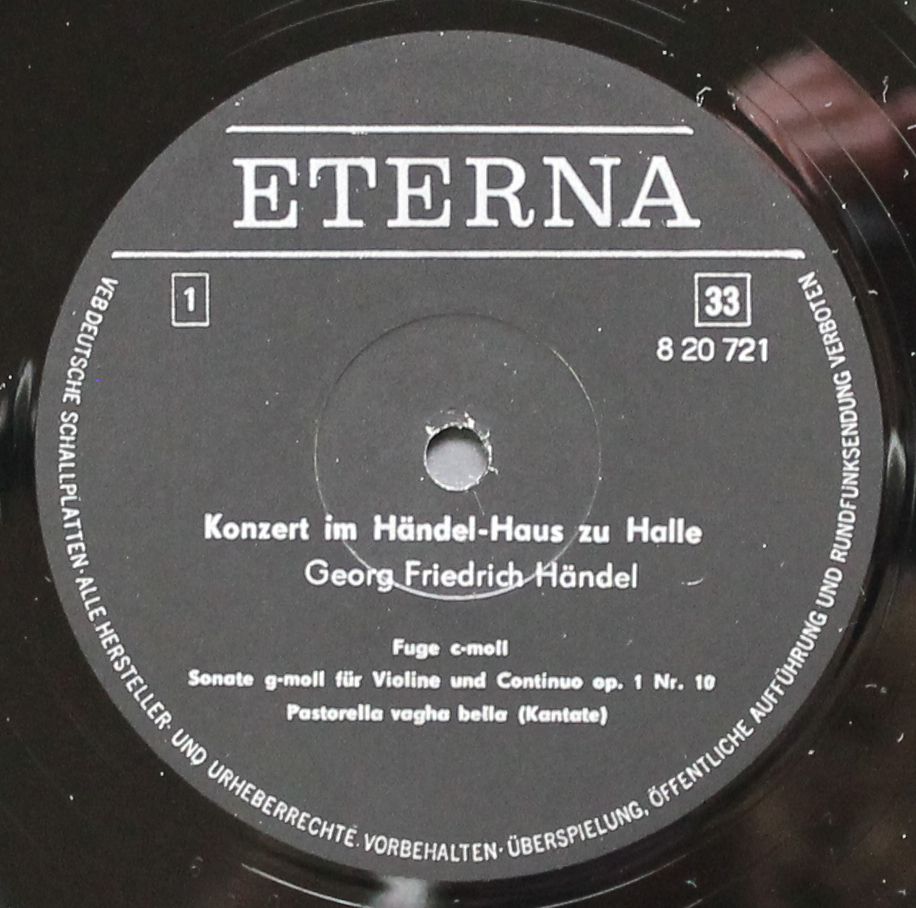 ETERNA
1
33
8 20 721
Konzert im Händel-Haus zu Halle
Georg Friedrich Händel
Fuge c-moll
Sonate g-moll für Violine und Continuo op. 1 Nr. 10
Pastorella vagha bella (Kantate)
VEB DEUTSCHE SCHALLPLATTEN · ALLE HERSTELLER- UND URHEBERRECHTE VORBEHALTEN · ÜBERSPIELUNG, ÖFFENTLICHE AUFFÜHRUNG UND RUNDFUNKSENDUNG VERBOTEN